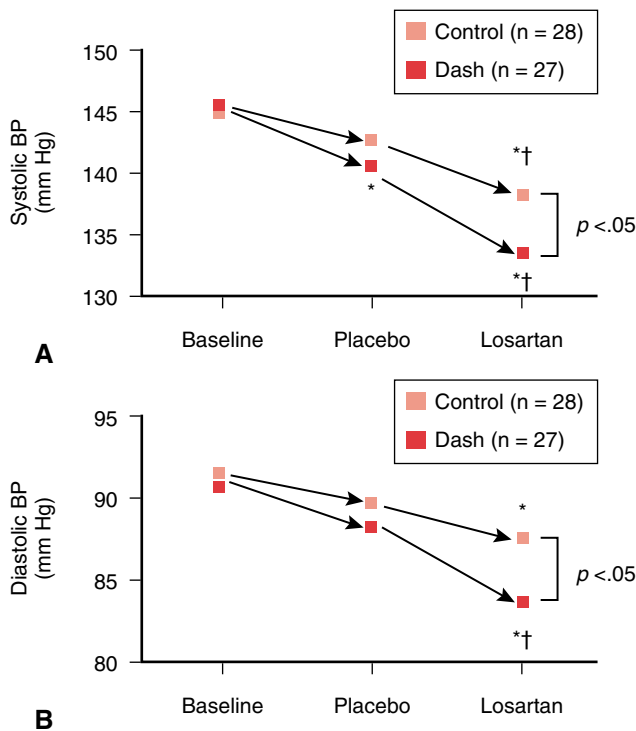 150
145
140
135
130
Systolic BP
(mm Hg)
Control (n = 28)
Dash (n = 27)
*
*†
*†
p <.05
Baseline Placebo Losartan
A
95
90
85
80
Diastolic BP
(mm Hg)
Control (n = 28)
Dash (n = 27)
*
*†
p <.05
Baseline Placebo Losartan
B